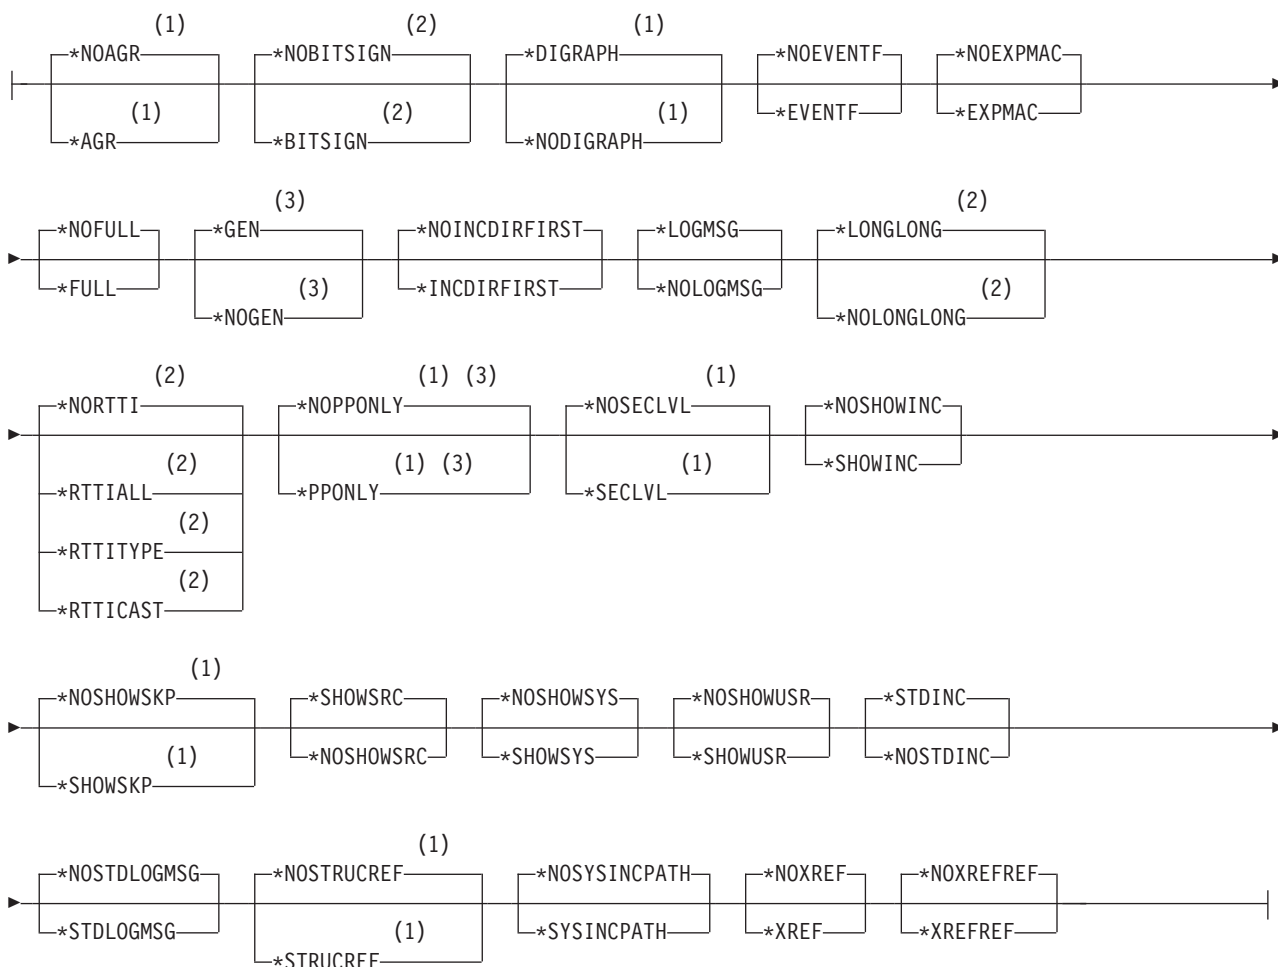 (1) (2) (1)
*NOAGR *NOBITSIGN *DIGRAPH *NOEVENTF *NOEXPMAC
(1) (2) (1) *EVENTF *EXPMAC
*AGR *BITSIGN *NODIGRAPH
(3) (2)
*NOFULL *GEN *NOINCDIRFIRST *LOGMSG *LONGLONG
*FULL (3) *INCDIRFIRST *NOLOGMSG (2)
*NOGEN *NOLONGLONG
(2) (1) (3) (1)
*NORTTI *NOPPONLY *NOSECLVL *NOSHOWINC
(2) (1) (3) (1) *SHOWINC
*RTTIALL *PPONLY *SECLVL
(2)
*RTTITYPE
(2)
*RTTICAST
(1)
*NOSHOWSKP *SHOWSRC *NOSHOWSYS *NOSHOWUSR *STDINC
(1) *NOSHOWSRC *SHOWSYS *SHOWUSR *NOSTDINC
*SHOWSKP
(1)
*NOSTDLOGMSG *NOSTRUCREF *NOSYSINCPATH *NOXREF *NOXREFREF
*STDLOGMSG (1) *SYSINCPATH *XREF *XREFREF
*STRUCREF